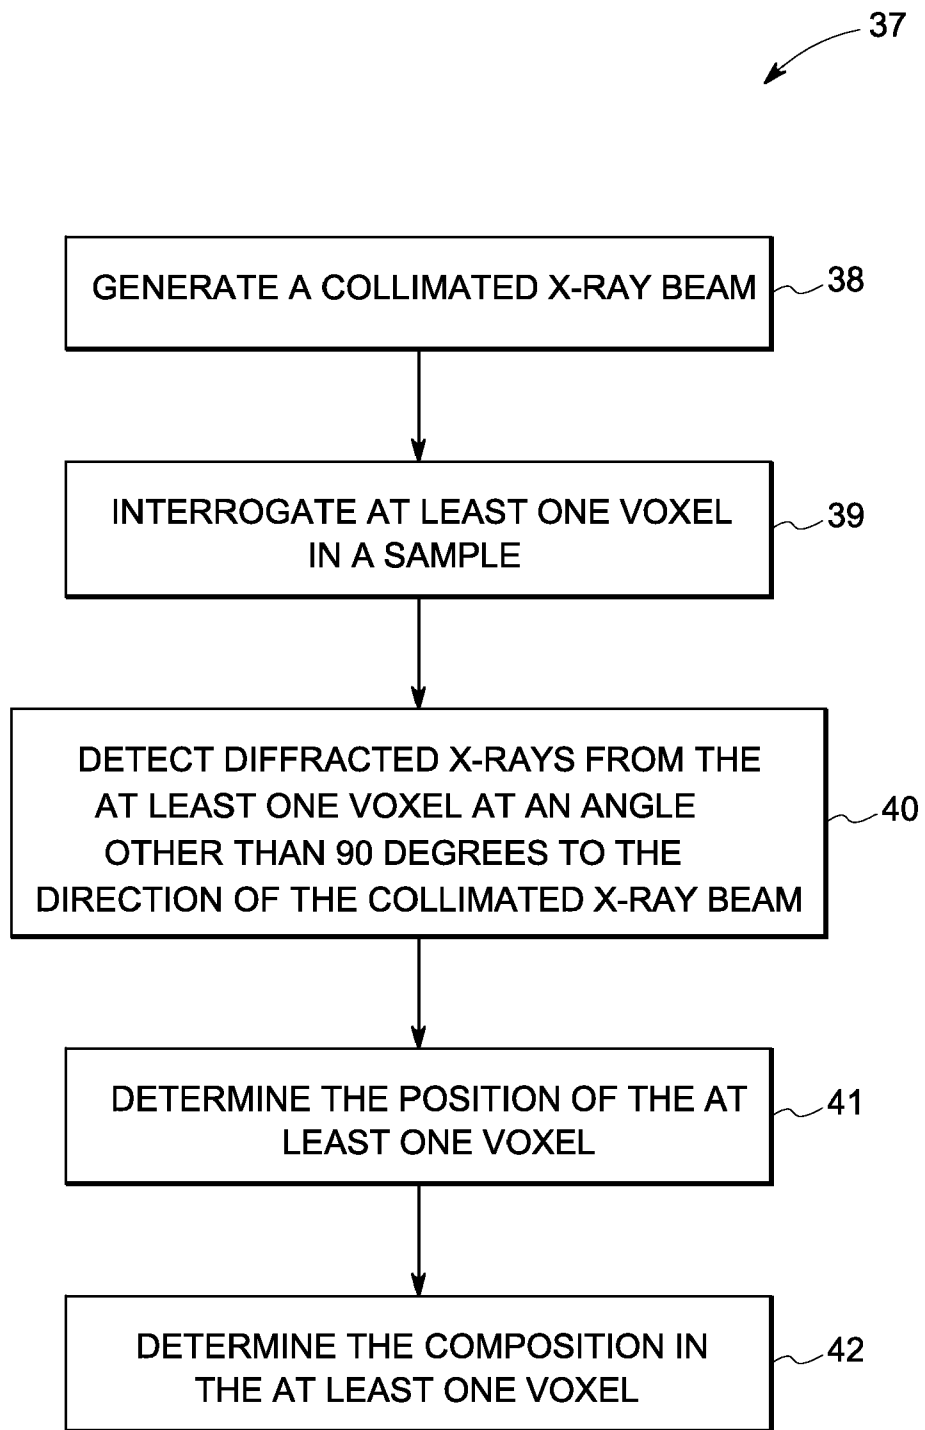 37
GENERATE A COLLIMATED X-RAY BEAM
38
INTERROGATE AT LEAST ONE VOXEL
IN A SAMPLE
39
DETECT DIFFRACTED X-RAYS FROM THE
AT LEAST ONE VOXEL AT AN ANGLE
OTHER THAN 90 DEGREES TO THE
DIRECTION OF THE COLLIMATED X-RAY BEAM
40
DETERMINE THE POSITION OF THE AT
LEAST ONE VOXEL
41
DETERMINE THE COMPOSITION IN
THE AT LEAST ONE VOXEL
42